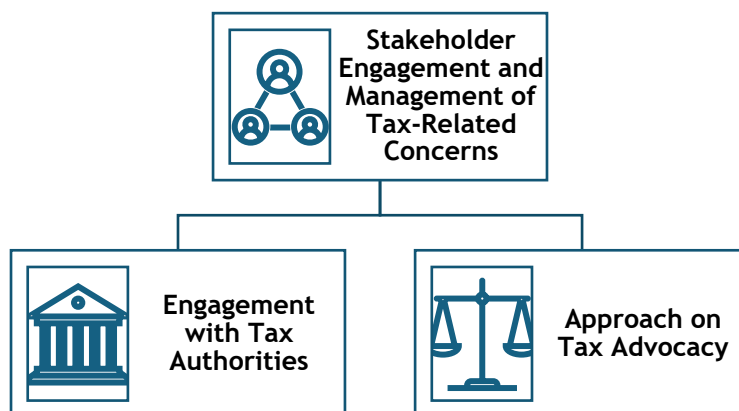 Stakeholder
Engagement and
Management of
Tax-Related
Concerns
Engagement
with Tax
Authorities
Approach on
Tax Advocacy